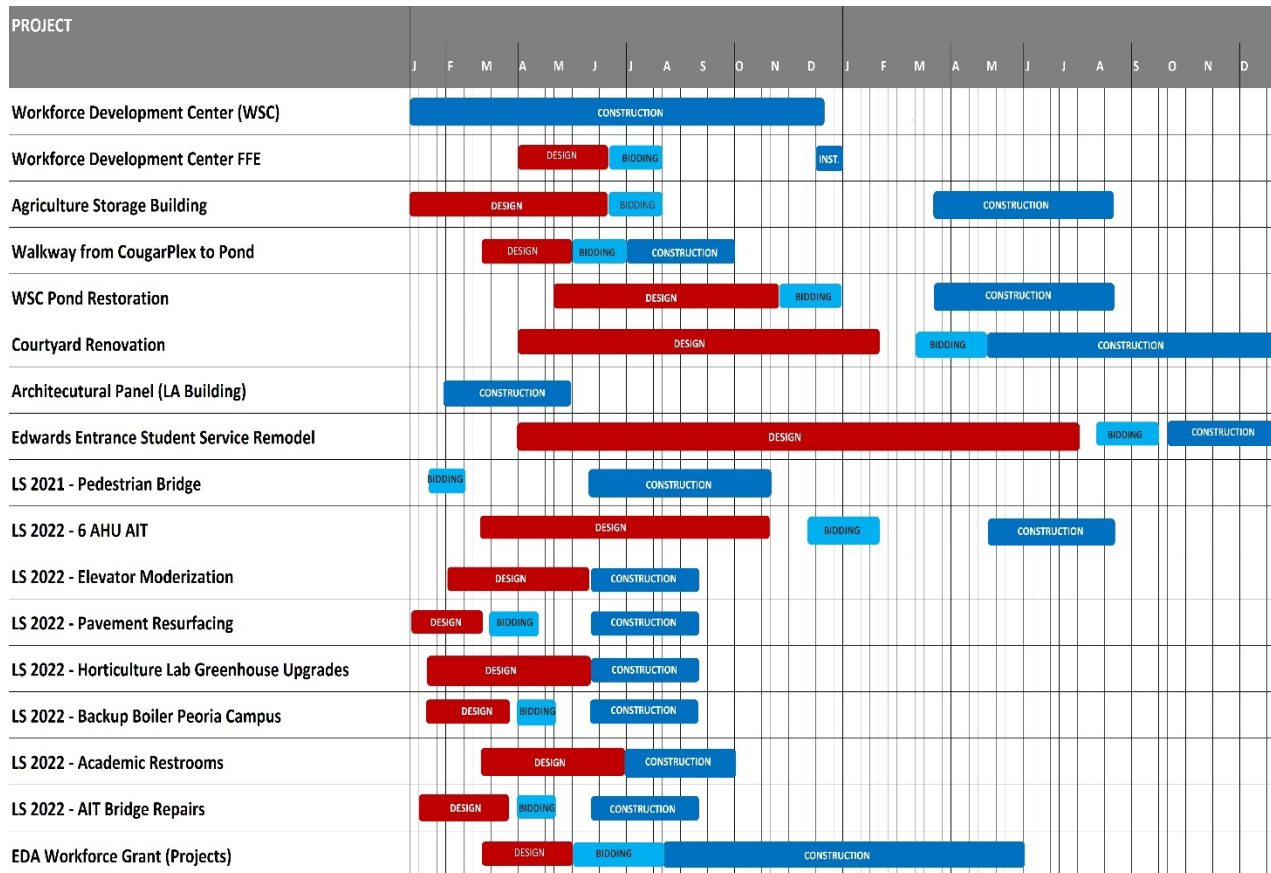 PROJECT
J F M A M J J A S O N D J F M A M J J A S O N D
Workforce Development Center (WSC) CONSTRUCTION
Workforce Development Center FFE DESIGN BIDDING INST.
Agriculture Storage Building DESIGN BIDDING CONSTRUCTION
Walkway from CougarPlex to Pond DESIGN BIDDING CONSTRUCTION
WSC Pond Restoration DESIGN BIDDING CONSTRUCTION
Courtyard Renovation DESIGN BIDDING CONSTRUCTION
Architecutural Panel (LA Building) CONSTRUCTION
Edwards Entrance Student Service Remodel DESIGN BIDDING CONSTRUCTION
LS 2021 - Pedestrian Bridge BIDDING CONSTRUCTION
LS 2022 - 6 AHU AIT DESIGN BIDDING CONSTRUCTION
LS 2022 - Elevator Moderization DESIGN CONSTRUCTION
LS 2022 - Pavement Resurfacing DESIGN BIDDING CONSTRUCTION
LS 2022 - Horticulture Lab Greenhouse Upgrades DESIGN CONSTRUCTION
LS 2022 - Backup Boiler Peoria Campus DESIGN BIDDING CONSTRUCTION
LS 2022 - Academic Restrooms DESIGN CONSTRUCTION
LS 2022 - AIT Bridge Repairs DESIGN BIDDING CONSTRUCTION
EDA Workforce Grant (Projects) DESIGN BIDDING CONSTRUCTION